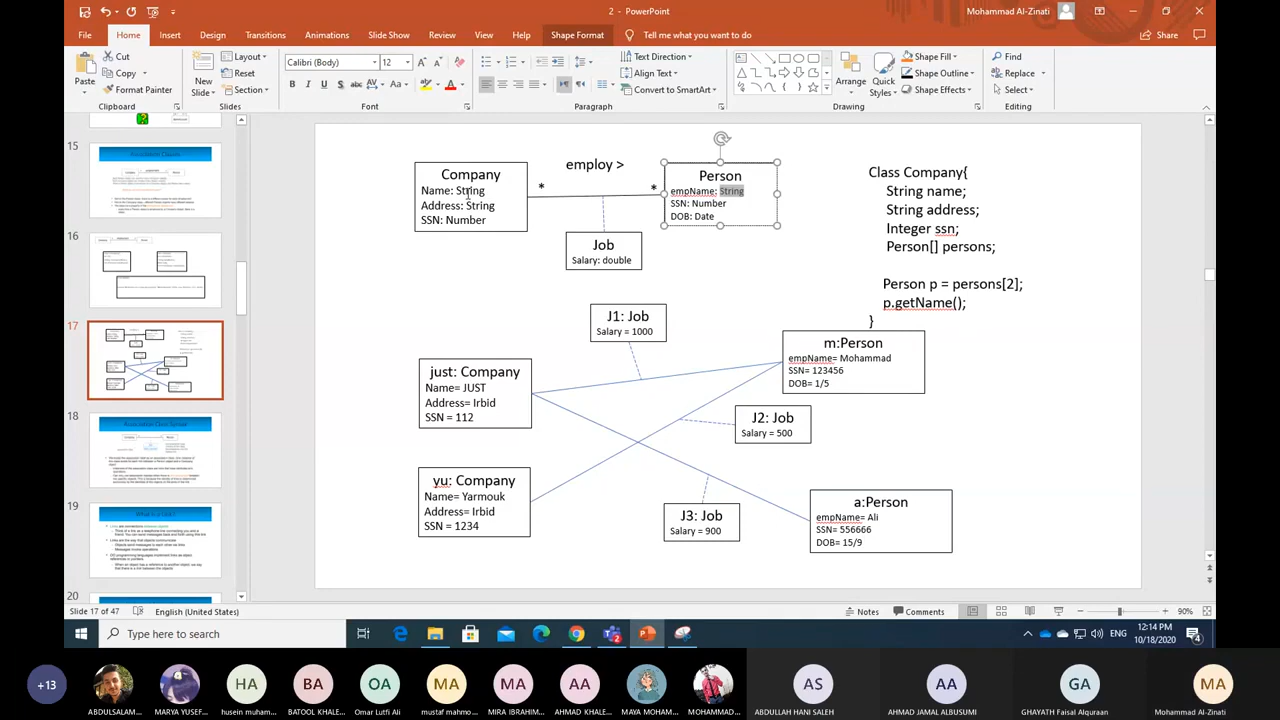 2 - PowerPoint
Mohammad Al-Zinati
File
Home
Insert
Design
Transitions
Animations
Slide Show
Review
View
Help
Shape Format
Tell me what you want to do
Share
Paste
Cut
Copy
Format Painter
Clipboard
New
Slide
Layout
Reset
Section
Slides
Calibri (Body)
12
Font
Paragraph
Text Direction
Align Text
Convert to SmartArt
Arrange
Quick
Styles
Shape Fill
Shape Outline
Shape Effects
Drawing
Find
Replace
Select
Editing
15
16
17
18
19
What is a Link?
20
Company
Name: String
Address: String
SSN: Number
*
employ >
*
Person
empName: String
SSN: Number
DOB: Date
Job
Salary: double
Class Company{
String name;
String address;
Integer ssn;
Person[] persons;
Person p = persons[2];
p.getName();
}
J1: Job
Salary = 1000
just: Company
Name= JUST
Address= Irbid
SSN = 112
m:Person
empName= Mohammad
SSN= 123456
DOB= 1/5
J2: Job
Salary = 500
yu: Company
Name= Yarmouk
Address= Irbid
SSN = 1234
J3: Job
Salary = 900
a:Person
empName= Ali
SSN= 556666
DOB= 15/9
Slide 17 of 47
English (United States)
Notes
Comments
90%
Type here to search
ENG
12:14 PM
10/18/2020
4
+13
HA
BA
OA
MA
MA
AA
AS
AA
GA
MA
ABDULSALAM...
MARYA YUSEF...
husein muham...
BATOOL KHALE...
Omar Lutfi Ali
mustaf mahmo...
MIRA IBRAHIM...
AHMAD KHALE...
MAYA MOHAM...
MOHAMMAD...
ABDULLAH HANI SALEH
AHMAD JAMAL ALBUSUMI
GHAYATH Faisal Alquraan
Mohammad Al-Zinati